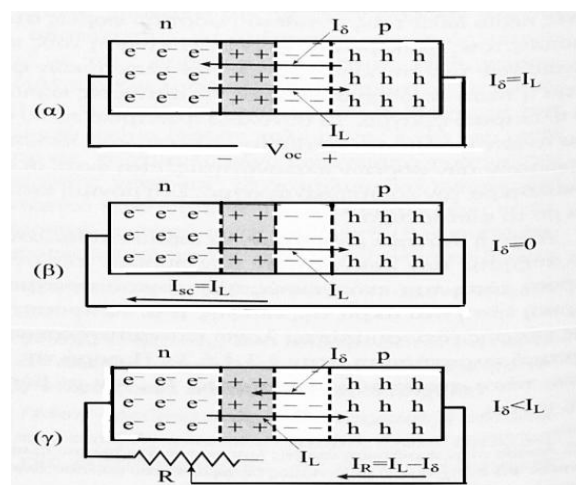 n I_δ p
e⁻ e⁻ e⁻ + + − − h h h
e⁻ e⁻ e⁻ + + − − h h h
e⁻ e⁻ e⁻ + + − − h h h
I_δ=I_L
(α)
I_L
− V_oc +
n p
e⁻ e⁻ e⁻ + + − − h h h
e⁻ e⁻ e⁻ + + − − h h h
e⁻ e⁻ e⁻ + + − − h h h
I_δ=0
(β)
I_sc=I_L I_L
n I_δ p
e⁻ e⁻ e⁻ + + − − h h h
e⁻ e⁻ e⁻ + + − − h h h
e⁻ e⁻ e⁻ + + − − h h h
I_δ<I_L
(γ)
I_L I_R=I_L−I_δ
R